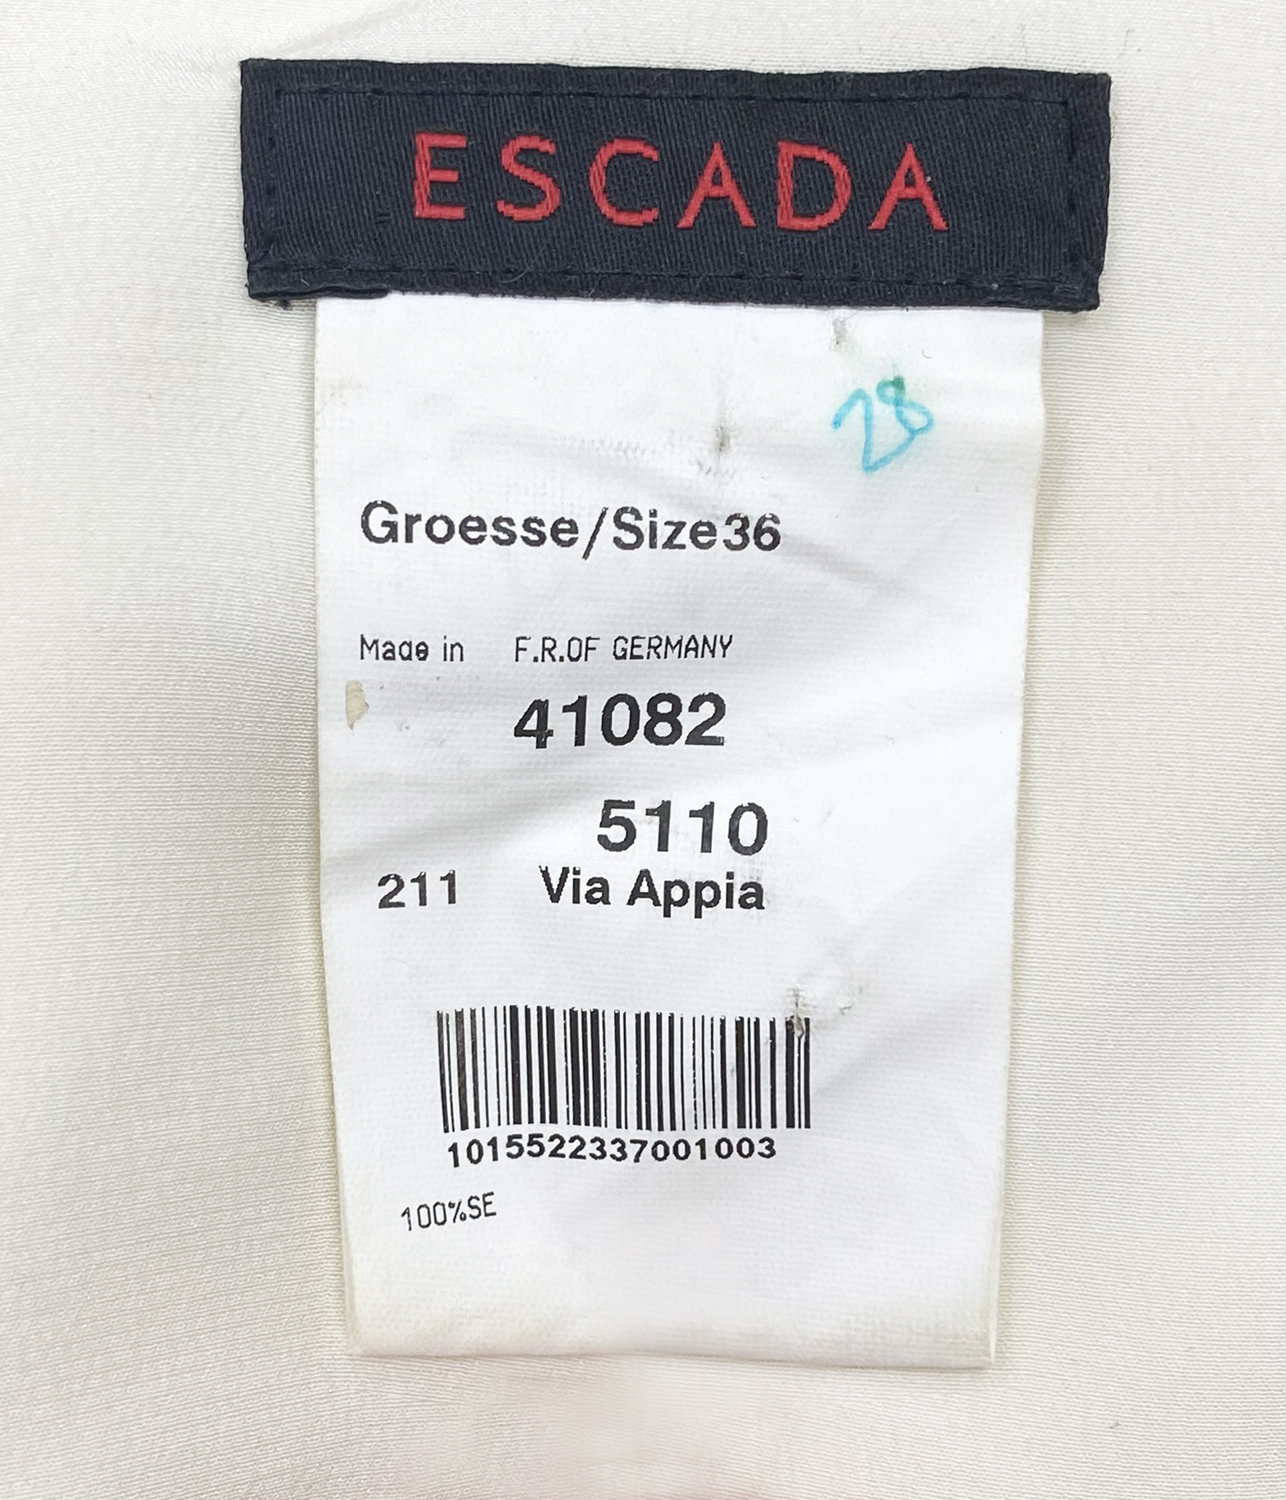 ESCADA
28
Groesse/Size36
Made in F.R.OF GERMANY
41082
5110
211 Via Appia
1015522337001003
100%SE